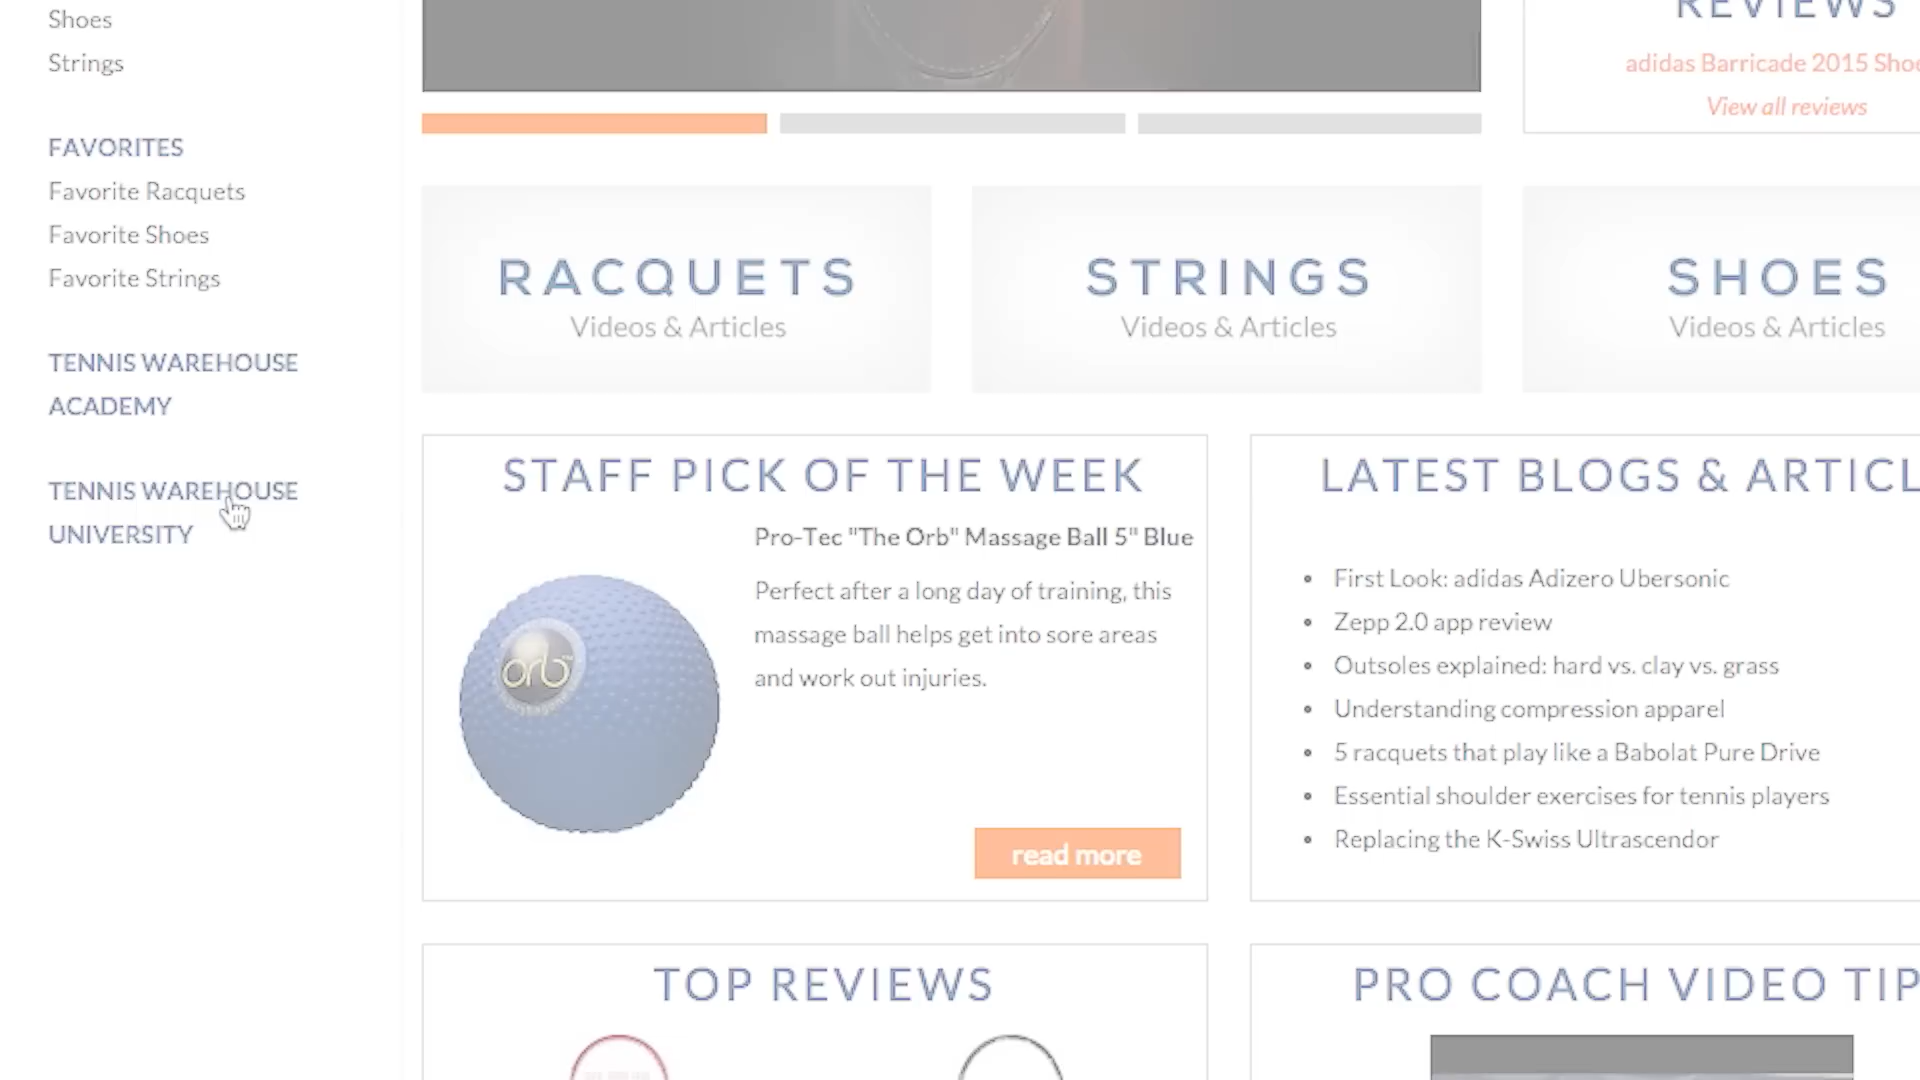 Shoes
Strings
FAVORITES
Favorite Racquets
Favorite Shoes
Favorite Strings
TENNIS WAREHOUSE
ACADEMY
TENNIS WAREHOUSE
UNIVERSITY
REVIEWS
adidas Barricade 2015 Shoe
View all reviews
RACQUETS
Videos & Articles
STRINGS
Videos & Articles
SHOES
Videos & Articles
STAFF PICK OF THE WEEK
Pro-Tec "The Orb" Massage Ball 5" Blue
Perfect after a long day of training, this
massage ball helps get into sore areas
and work out injuries.
orb
read more
LATEST BLOGS & ARTICL
• First Look: adidas Adizero Ubersonic
• Zepp 2.0 app review
• Outsoles explained: hard vs. clay vs. grass
• Understanding compression apparel
• 5 racquets that play like a Babolat Pure Drive
• Essential shoulder exercises for tennis players
• Replacing the K-Swiss Ultrascendor
TOP REVIEWS
PRO COACH VIDEO TIP